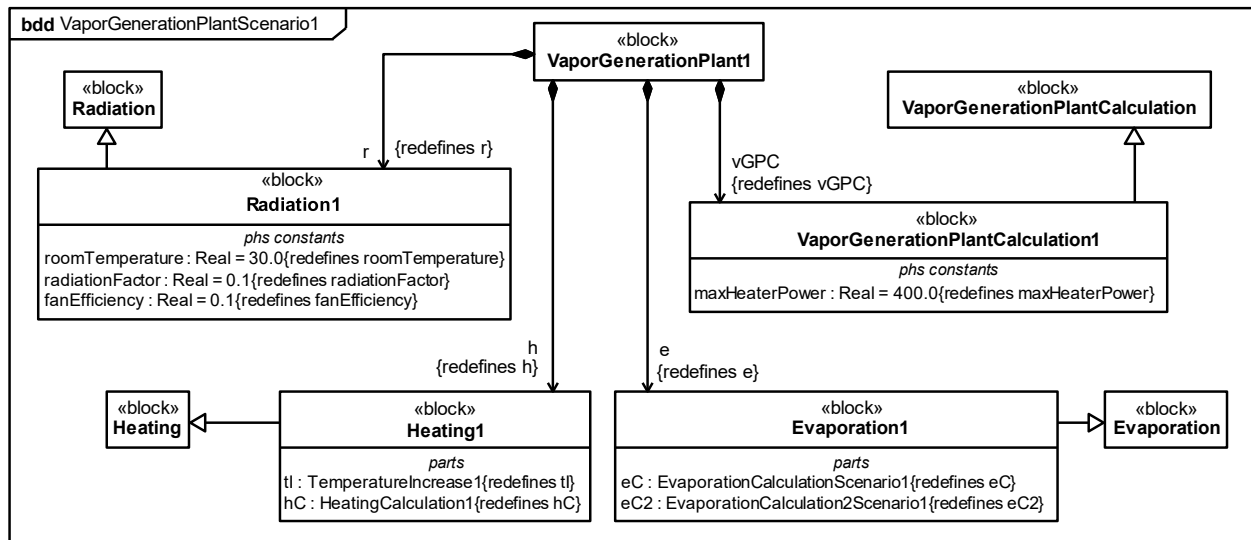 bdd VaporGenerationPlantScenario1
«block»
VaporGenerationPlant1
«block»
Radiation
«block»
VaporGenerationPlantCalculation
r
{redefines r}
vGPC
{redefines vGPC}
«block»
Radiation1
phs constants
roomTemperature : Real = 30.0{redefines roomTemperature}
radiationFactor : Real = 0.1{redefines radiationFactor}
fanEfficiency : Real = 0.1{redefines fanEfficiency}
«block»
VaporGenerationPlantCalculation1
phs constants
maxHeaterPower : Real = 400.0{redefines maxHeaterPower}
h
{redefines h}
e
{redefines e}
«block»
Heating
«block»
Heating1
parts
tI : TemperatureIncrease1{redefines tI}
hC : HeatingCalculation1{redefines hC}
«block»
Evaporation1
parts
eC : EvaporationCalculationScenario1{redefines eC}
eC2 : EvaporationCalculation2Scenario1{redefines eC2}
«block»
Evaporation